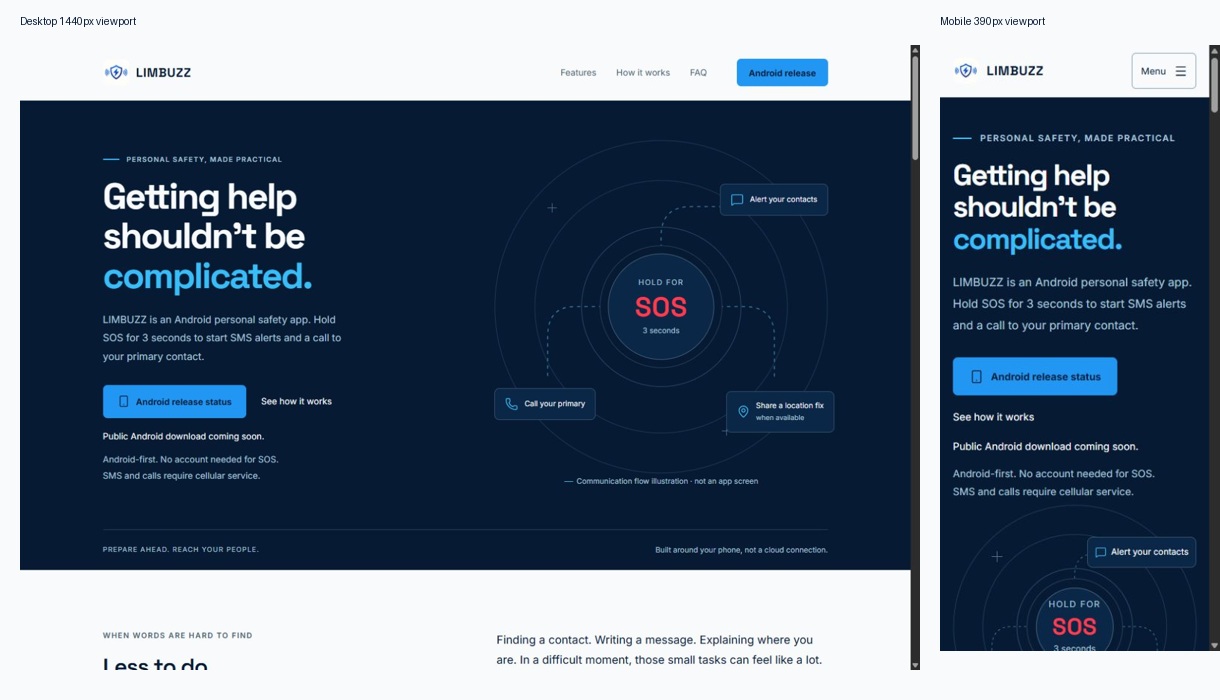 Desktop 1440px viewport
LIMBUZZ
Features
How it works
FAQ
Android release
PERSONAL SAFETY, MADE PRACTICAL
Getting help
shouldn't be
complicated.
LIMBUZZ is an Android personal safety app. Hold
SOS for 3 seconds to start SMS alerts and a call to
your primary contact.
Android release status
See how it works
Public Android download coming soon.
Android-first. No account needed for SOS.
SMS and calls require cellular service.
Alert your contacts
HOLD FOR
SOS
3 seconds
Call your primary
Share a location fix
when available
Communication flow illustration · not an app screen
PREPARE AHEAD. REACH YOUR PEOPLE.
Built around your phone, not a cloud connection.
WHEN WORDS ARE HARD TO FIND
Less to do
Finding a contact. Writing a message. Explaining where you
are. In a difficult moment, those small tasks can feel like a lot.
Mobile 390px viewport
LIMBUZZ
Menu
PERSONAL SAFETY, MADE PRACTICAL
Getting help
shouldn't be
complicated.
LIMBUZZ is an Android personal safety app.
Hold SOS for 3 seconds to start SMS alerts
and a call to your primary contact.
Android release status
See how it works
Public Android download coming soon.
Android-first. No account needed for SOS.
SMS and calls require cellular service.
Alert your contacts
HOLD FOR
SOS
3 seconds